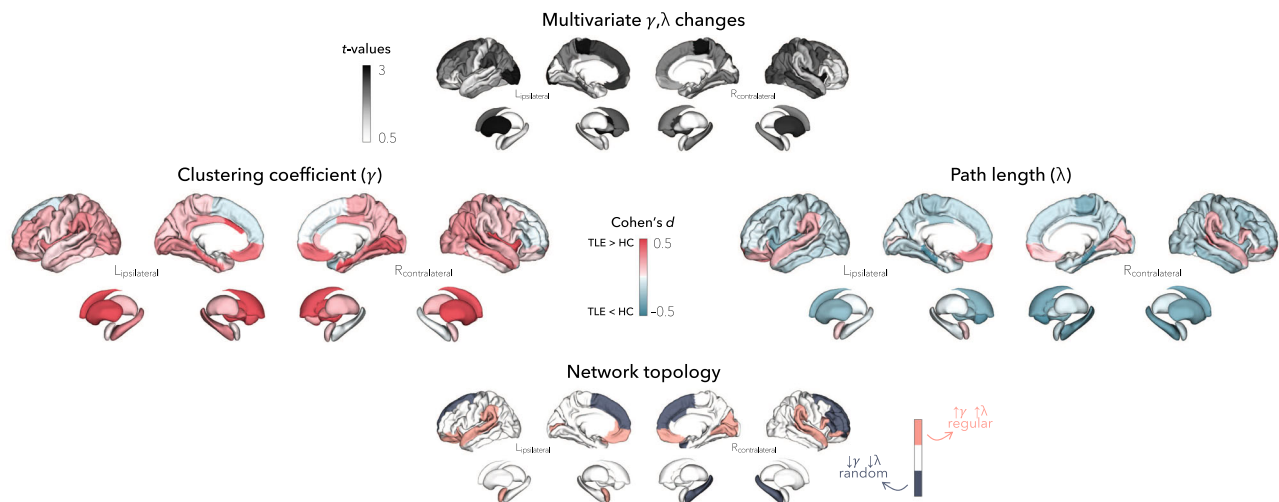 Multivariate γ,λ changes
t-values
3
0.5
Lipsilateral
Rcontralateral
Clustering coefficient (γ)
Path length (λ)
Cohen's d
TLE > HC 0.5
TLE < HC −0.5
Lipsilateral
Rcontralateral
Lipsilateral
Rcontralateral
Network topology
Lipsilateral
Rcontralateral
↑γ ↑λ
regular
↓γ ↓λ
random